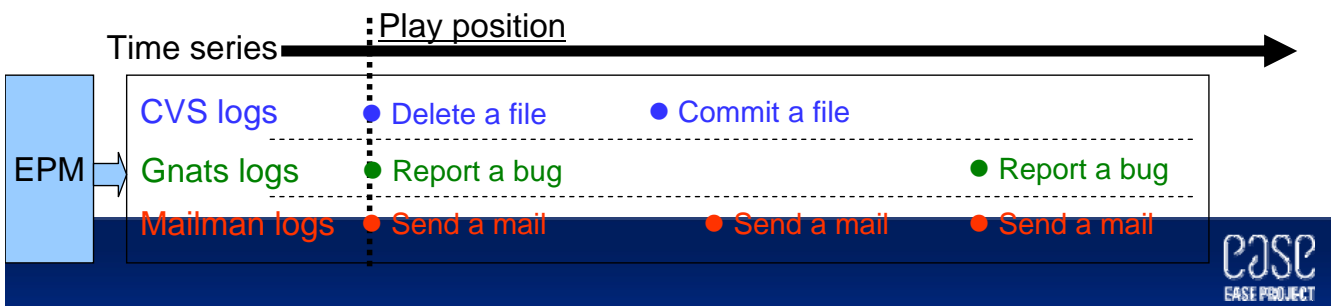 Play position
Time series
EPM
CVS logs
Delete a file
Commit a file
Gnats logs
Report a bug
Report a bug
Mailman logs
Send a mail
Send a mail
Send a mail
EASE
EASE PROJECT